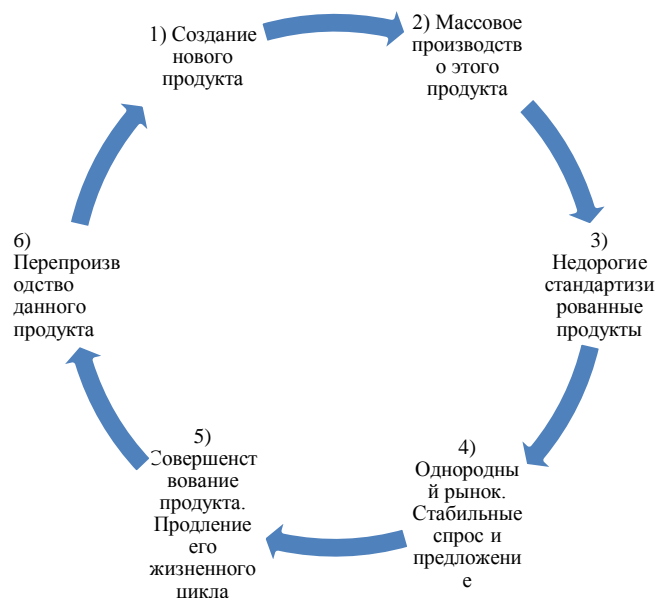 1) Создание
нового
продукта
2) Массовое
производств
о этого
продукта
3)
Недорогие
стандартизи
рованные
продукты
4)
Однородны
й рынок.
Стабильные
спрос и
предложени
е
5)
Совершенст
вование
продукта.
Продление
его
жизненного
цикла
6)
Перепроизв
одство
данного
продукта